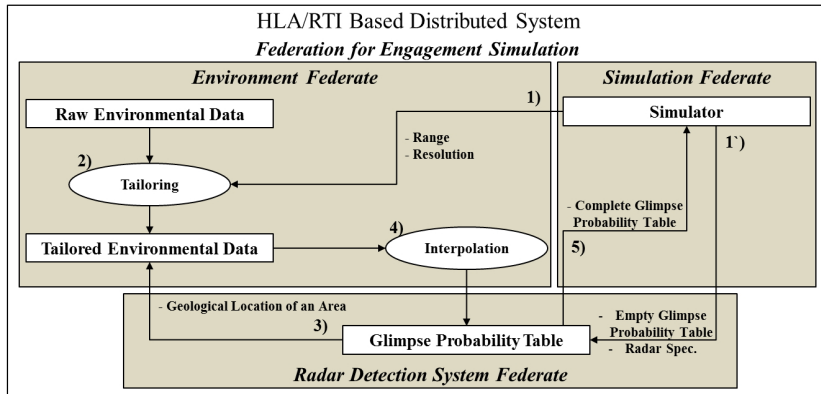 HLA/RTI Based Distributed System
Federation for Engagement Simulation
Environment Federate
Raw Environmental Data
2)
Tailoring
1)
- Range
- Resolution
Tailored Environmental Data
4)
Interpolation
Simulation Federate
Simulator
1`)
- Complete Glimpse
Probability Table
5)
- Geological Location of an Area
3)
Glimpse Probability Table
- Empty Glimpse
Probability Table
- Radar Spec.
Radar Detection System Federate